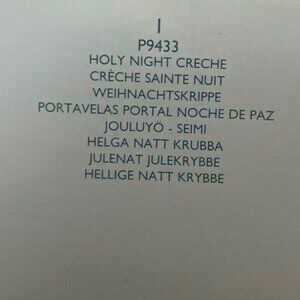 1
P9433
HOLY NIGHT CRECHE
CRÈCHE SAINTE NUIT
WEIHNACHTSKRIPPE
PORTAVELAS PORTAL NOCHE DE PAZ
JOULUYÖ - SEIMI
HELGA NATT KRUBBA
JULENAT JULEKRYBBE
HELLIGE NATT KRYBBE